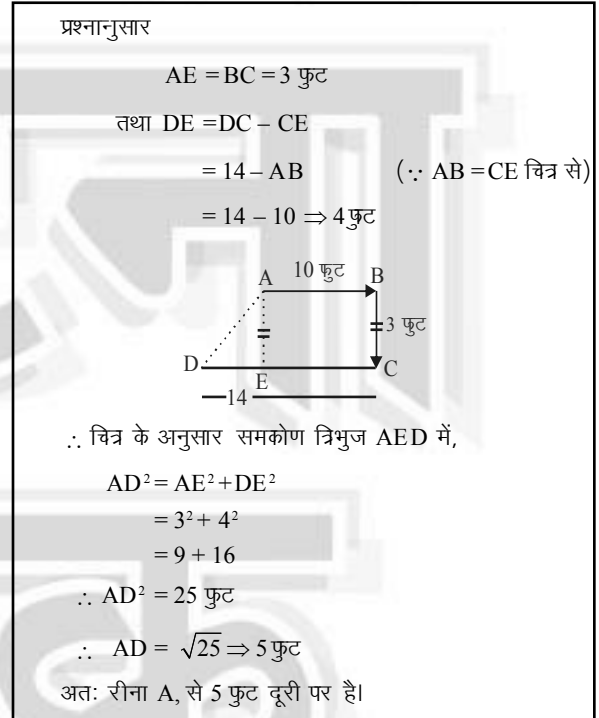 प्रश्नानुसार
AE = BC = 3 फुट
तथा DE = DC – CE
= 14 – AB (∵ AB = CE चित्र से)
= 14 – 10 ⇒ 4 फुट
A 10 फुट B
3 फुट
D E C
14
∴ चित्र के अनुसार समकोण त्रिभुज AED में,
AD² = AE² + DE²
= 3² + 4²
= 9 + 16
∴ AD² = 25 फुट
∴ AD = √25 ⇒ 5 फुट
अतः रीना A, से 5 फुट दूरी पर है।